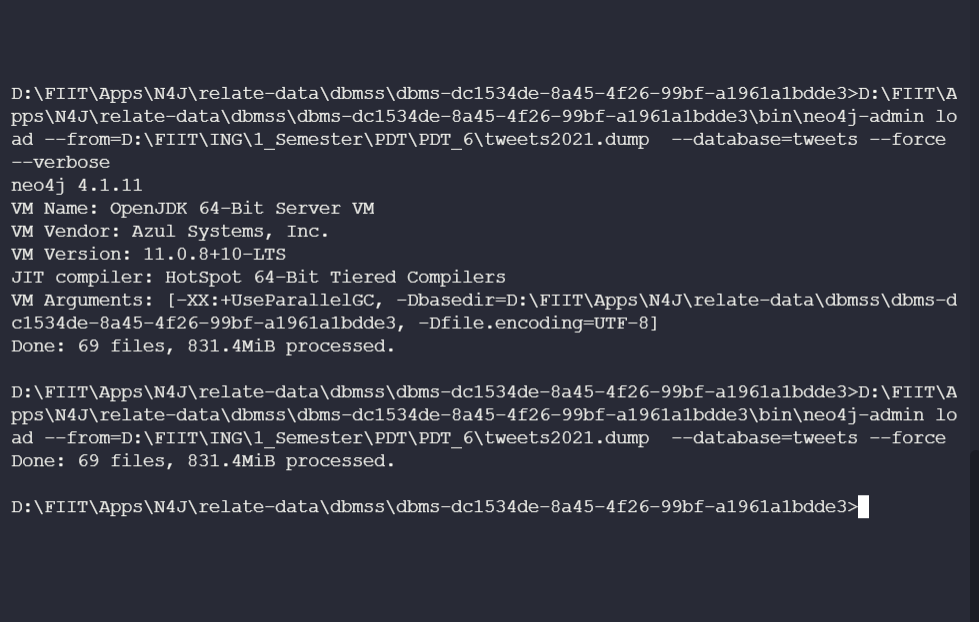 D:\FIIT\Apps\N4J\relate-data\dbmss\dbms-dc1534de-8a45-4f26-99bf-a1961a1bdde3>D:\FIIT\A
pps\N4J\relate-data\dbmss\dbms-dc1534de-8a45-4f26-99bf-a1961a1bdde3\bin\neo4j-admin lo
ad --from=D:\FIIT\ING\1_Semester\PDT\PDT_6\tweets2021.dump  --database=tweets --force
--verbose
neo4j 4.1.11
VM Name: OpenJDK 64-Bit Server VM
VM Vendor: Azul Systems, Inc.
VM Version: 11.0.8+10-LTS
JIT compiler: HotSpot 64-Bit Tiered Compilers
VM Arguments: [-XX:+UseParallelGC, -Dbasedir=D:\FIIT\Apps\N4J\relate-data\dbmss\dbms-d
c1534de-8a45-4f26-99bf-a1961a1bdde3, -Dfile.encoding=UTF-8]
Done: 69 files, 831.4MiB processed.
D:\FIIT\Apps\N4J\relate-data\dbmss\dbms-dc1534de-8a45-4f26-99bf-a1961a1bdde3>D:\FIIT\A
pps\N4J\relate-data\dbmss\dbms-dc1534de-8a45-4f26-99bf-a1961a1bdde3\bin\neo4j-admin lo
ad --from=D:\FIIT\ING\1_Semester\PDT\PDT_6\tweets2021.dump  --database=tweets --force
Done: 69 files, 831.4MiB processed.
D:\FIIT\Apps\N4J\relate-data\dbmss\dbms-dc1534de-8a45-4f26-99bf-a1961a1bdde3>